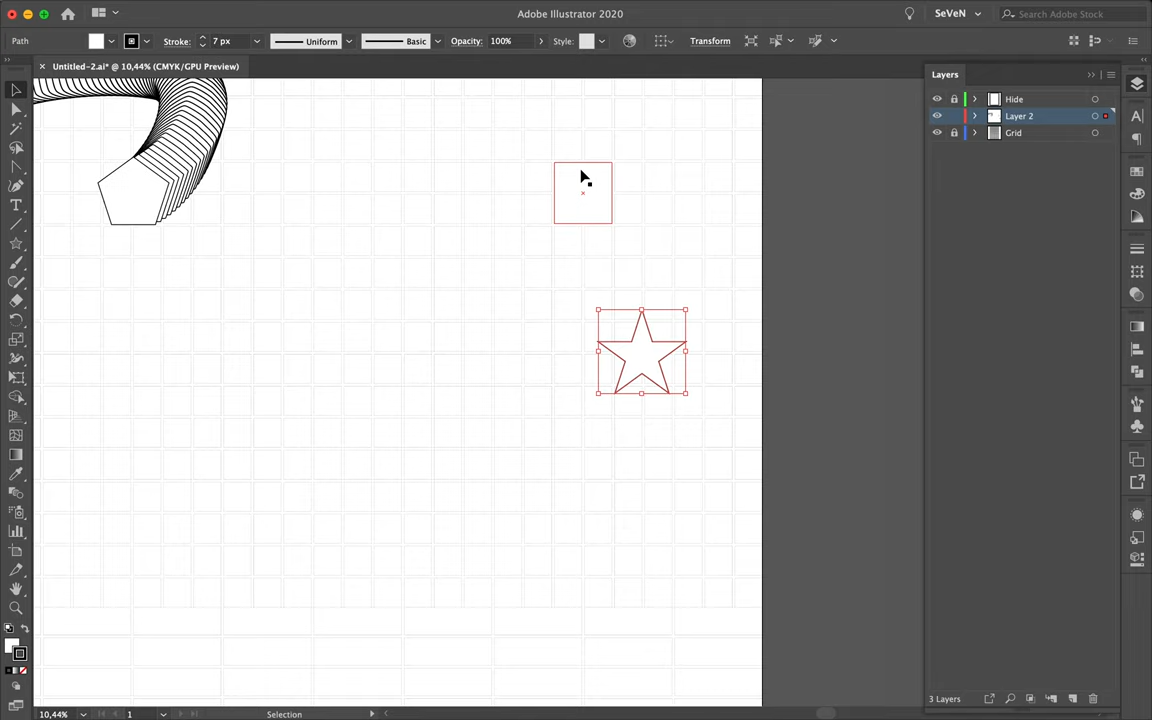 Adobe Illustrator 2020
SeVeN
Search Adobe Stock
Path
Stroke:
7 px
Uniform
Basic
Opacity:
100%
Style:
Transform
Untitled-2.ai* @ 10,44% (CMYK/GPU Preview)
Layers
Hide
Layer 2
Grid
3 Layers
10,44%
1
Selection